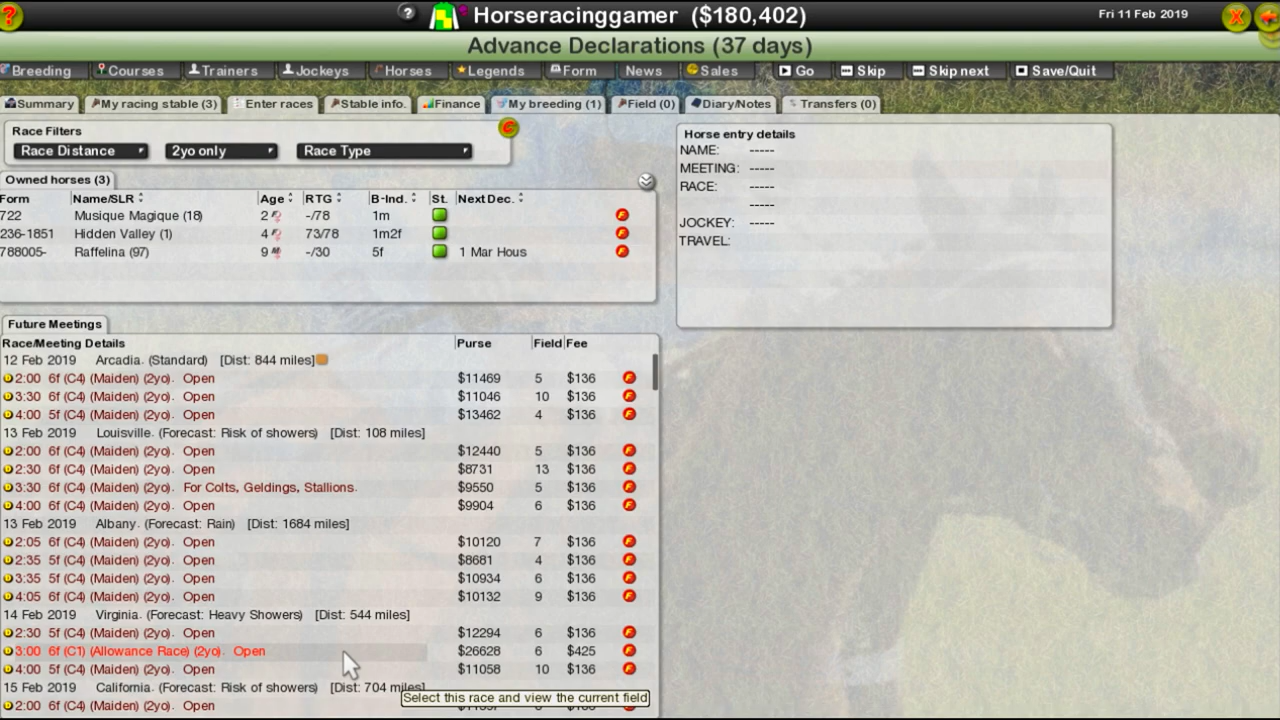 Horseracinggamer ($180,402)
Fri 11 Feb 2019
Advance Declarations (37 days)
Breeding Courses Trainers Jockeys Horses Legends Form News Sales Go Skip Skip next Save/Quit
Summary My racing stable (3) Enter races Stable info. Finance My breeding (1) Field (0) Diary/Notes Transfers (0)
Race Filters
Race Distance 2yo only Race Type
Owned horses (3)
Form Name/SLR Age RTG B-Ind. St. Next Dec.
722 Musique Magique (18) 2 -/78 1m
236-1851 Hidden Valley (1) 4 73/78 1m2f
788005- Raffelina (97) 9 -/30 5f 1 Mar Hous
Horse entry details
NAME: -----
MEETING: -----
RACE: -----
-----
JOCKEY: -----
TRAVEL:
Future Meetings
Race/Meeting Details Purse Field Fee
12 Feb 2019 Arcadia. (Standard) [Dist: 844 miles]
2:00 6f (C4) (Maiden) (2yo). Open $11469 5 $136
3:30 6f (C4) (Maiden) (2yo). Open $11046 10 $136
4:00 5f (C4) (Maiden) (2yo). Open $13462 4 $136
13 Feb 2019 Louisville. (Forecast: Risk of showers) [Dist: 108 miles]
2:00 6f (C4) (Maiden) (2yo). Open $12440 5 $136
2:30 6f (C4) (Maiden) (2yo). Open $8731 13 $136
3:30 6f (C4) (Maiden) (2yo). For Colts, Geldings, Stallions. $9550 5 $136
4:00 6f (C4) (Maiden) (2yo). Open $9904 6 $136
13 Feb 2019 Albany. (Forecast: Rain) [Dist: 1684 miles]
2:05 6f (C4) (Maiden) (2yo). Open $10120 7 $136
2:35 5f (C4) (Maiden) (2yo). Open $8681 4 $136
3:35 5f (C4) (Maiden) (2yo). Open $10934 6 $136
4:05 6f (C4) (Maiden) (2yo). Open $10132 9 $136
14 Feb 2019 Virginia. (Forecast: Heavy Showers) [Dist: 544 miles]
2:30 5f (C4) (Maiden) (2yo). Open $12294 6 $136
3:00 6f (C1) (Allowance Race) (2yo). Open $26628 6 $425
4:00 5f (C4) (Maiden) (2yo). Open $11058 10 $136
15 Feb 2019 California. (Forecast: Risk of showers) [Dist: 704 miles]
Select this race and view the current field
2:00 6f (C4) (Maiden) (2yo). Open